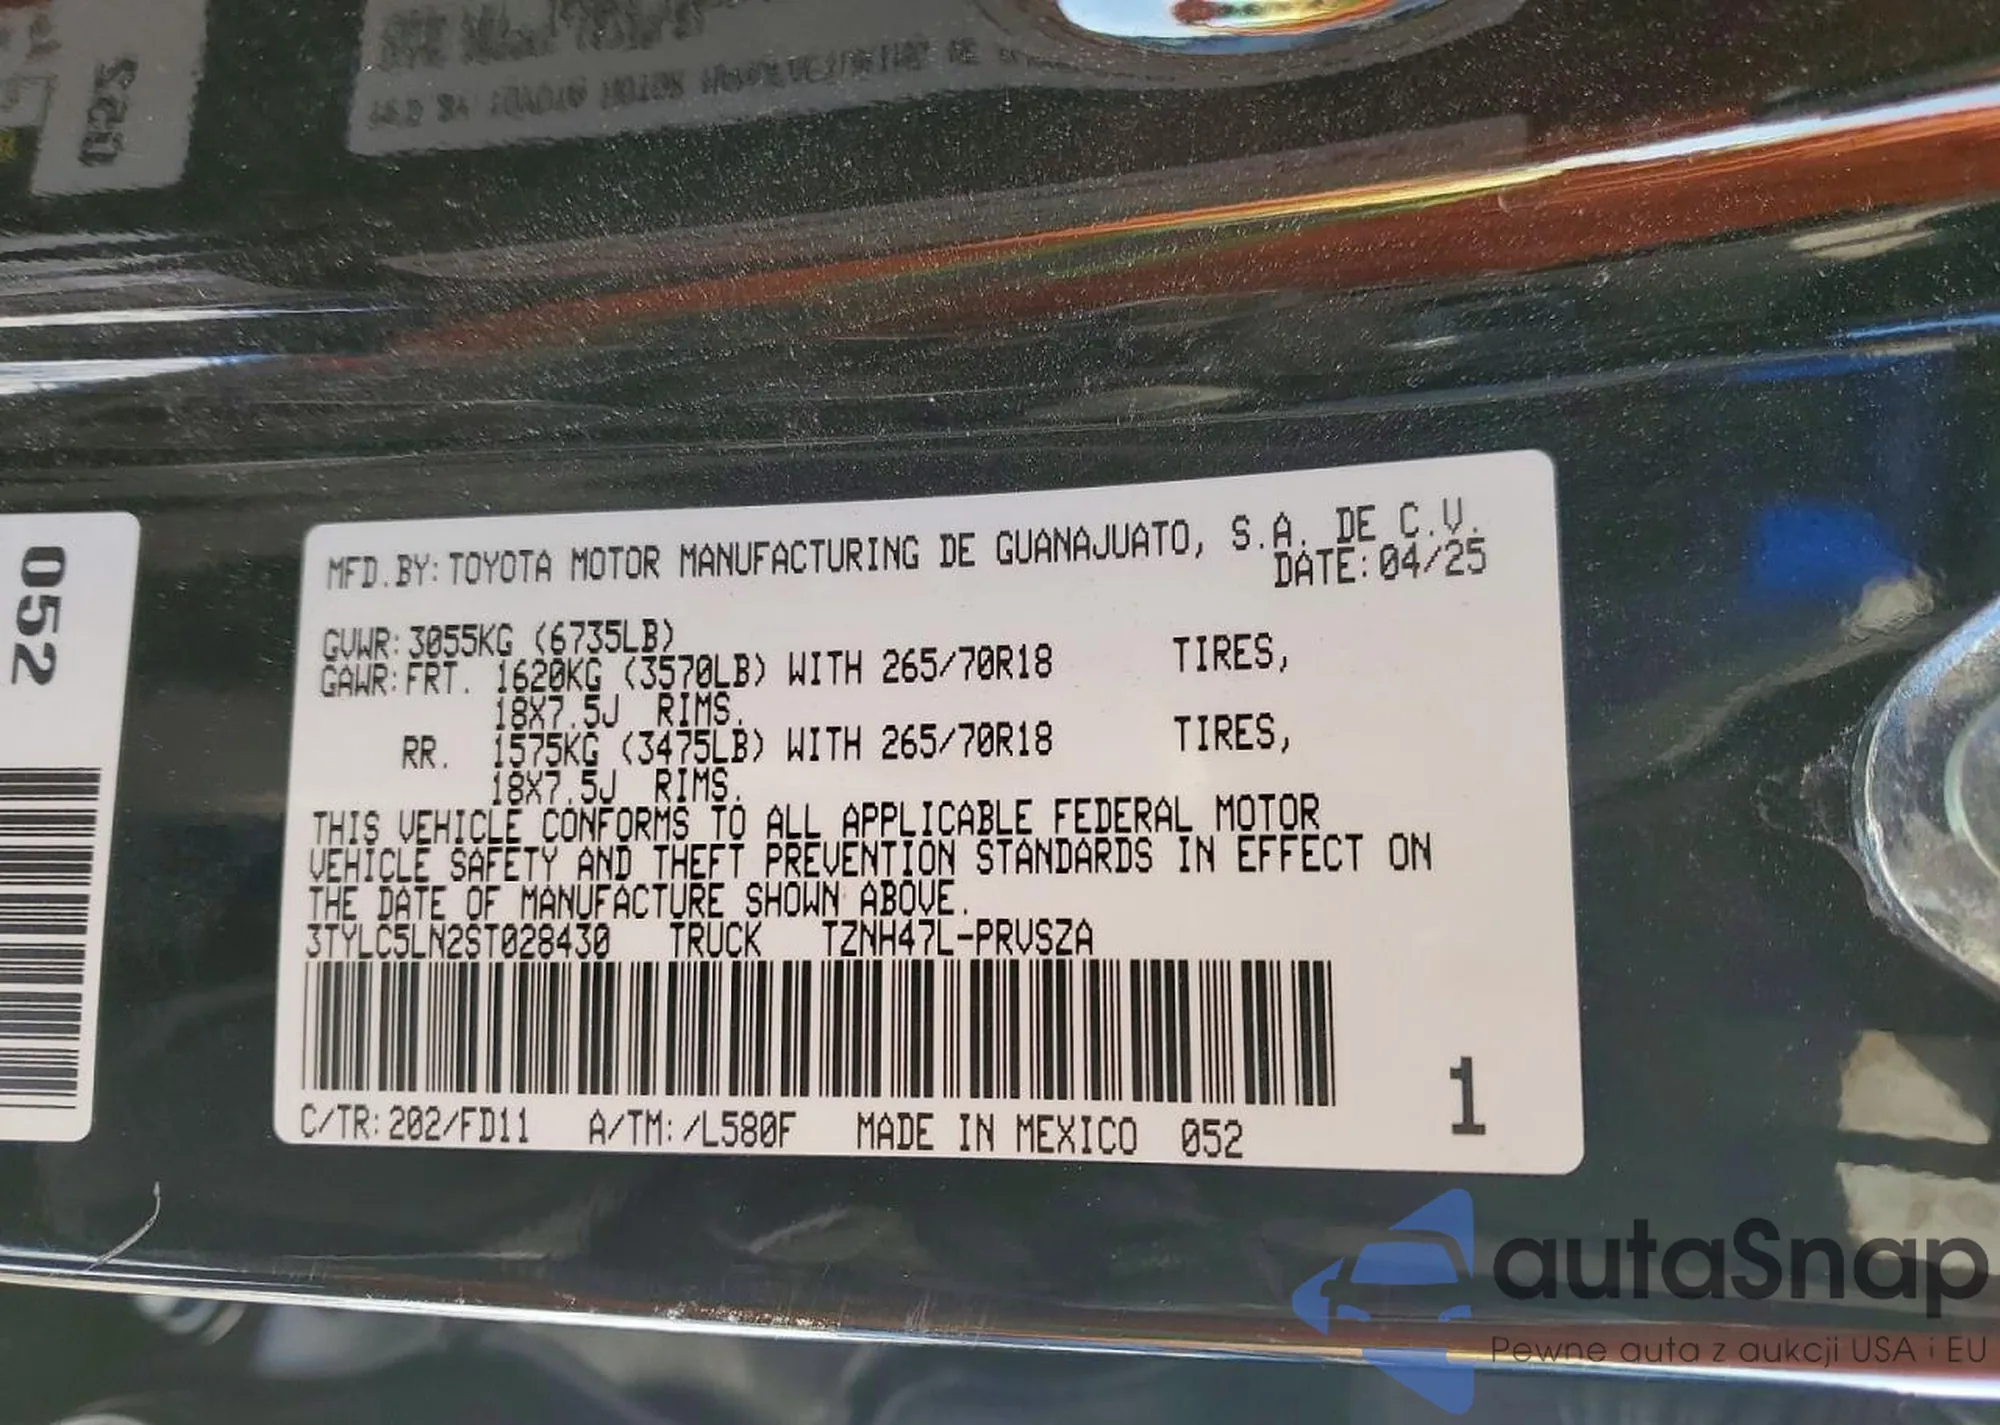 MFD.BY: TOYOTA MOTOR MANUFACTURING DE GUANAJUATO, S.A. DE C.V.
DATE: 04/25
GVWR: 3055KG (6735LB)
GAWR: FRT. 1620KG (3570LB) WITH 265/70R18 TIRES,
18X7.5J RIMS.
RR. 1575KG (3475LB) WITH 265/70R18 TIRES,
18X7.5J RIMS.
THIS VEHICLE CONFORMS TO ALL APPLICABLE FEDERAL MOTOR
VEHICLE SAFETY AND THEFT PREVENTION STANDARDS IN EFFECT ON
THE DATE OF MANUFACTURE SHOWN ABOVE.
3TYLC5LN2ST028430 TRUCK TZNH47L-PRVSZA
C/TR: 202/FD11 A/TM: /L580F MADE IN MEXICO 052
1
052
autaSnap
Pewne auta z aukcji USA i EU